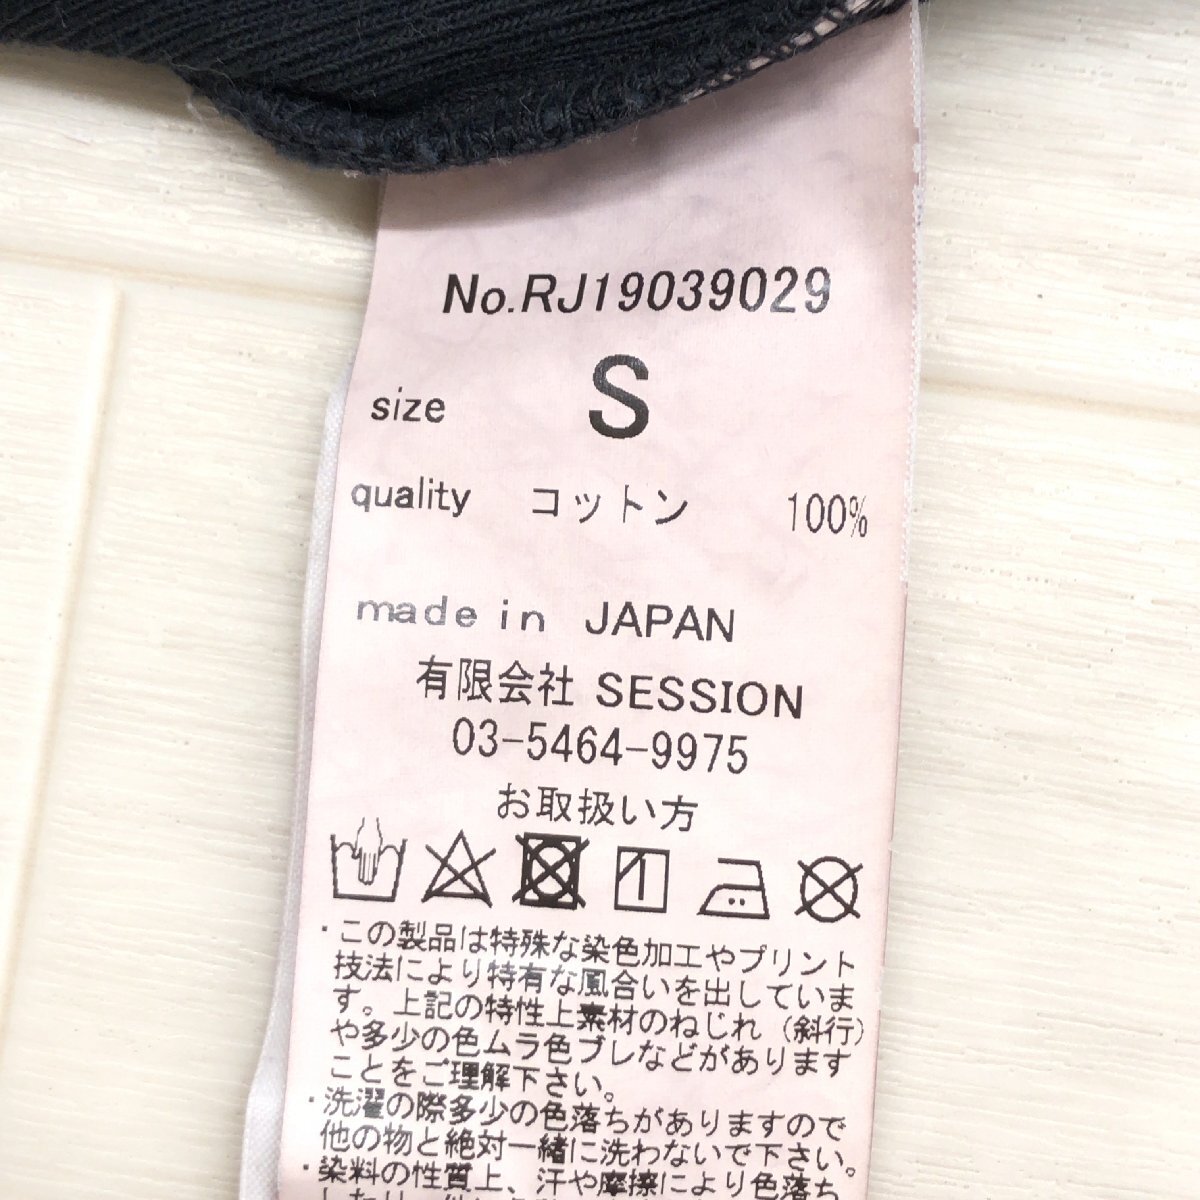 No.RJ19039029
size S
quality コットン 100%
made in JAPAN
有限会社 SESSION
03-5464-9975
お取扱い方
・この製品は特殊な染色加工やプリント
技法により特有な風合いを出していま
す。上記の特性上素材のねじれ（斜行）
や多少の色ムラ色ブレなどがあります
ことをご理解下さい。
・洗濯の際多少の色落ちがありますので
他の物と絶対一緒に洗わないで下さい。
・染料の性質上、汗や摩擦により色落ち